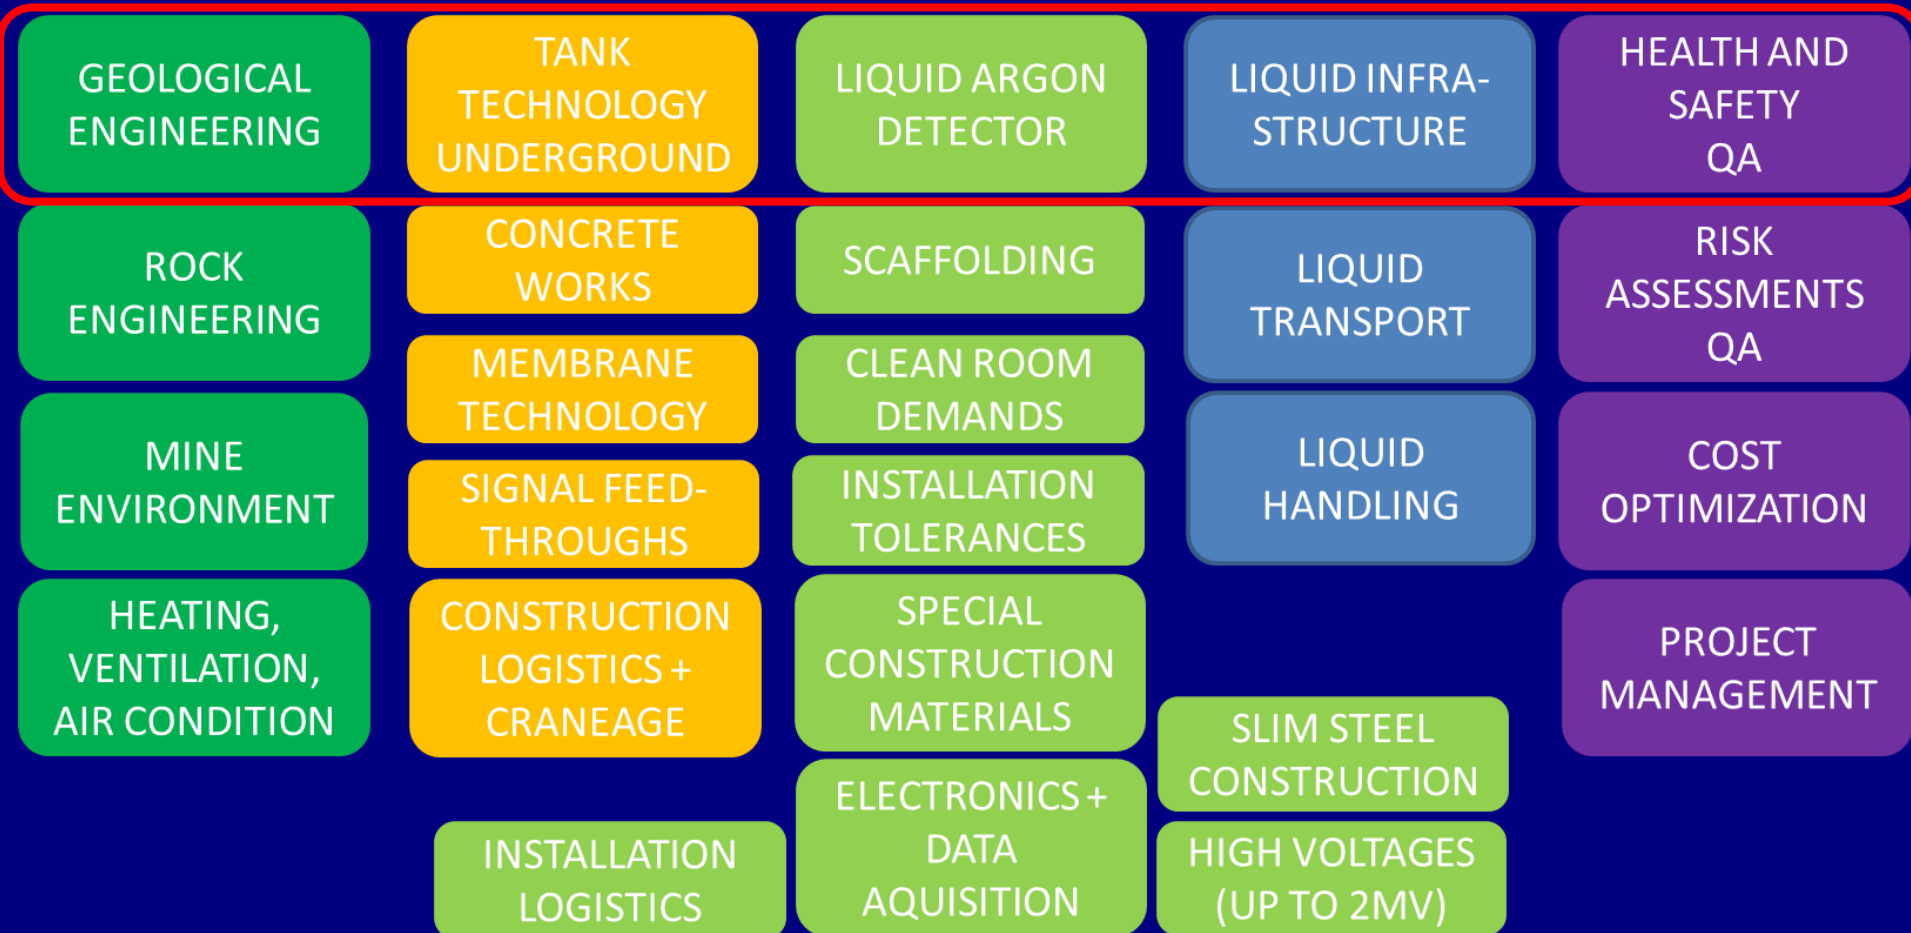 GEOLOGICAL
ENGINEERING
TANK
TECHNOLOGY
UNDERGROUND
LIQUID ARGON
DETECTOR
LIQUID INFRA-
STRUCTURE
HEALTH AND
SAFETY
QA
ROCK
ENGINEERING
CONCRETE
WORKS
SCAFFOLDING
LIQUID
TRANSPORT
RISK
ASSESSMENTS
QA
MEMBRANE
TECHNOLOGY
CLEAN ROOM
DEMANDS
MINE
ENVIRONMENT
SIGNAL FEED-
THROUGHS
INSTALLATION
TOLERANCES
LIQUID
HANDLING
COST
OPTIMIZATION
HEATING,
VENTILATION,
AIR CONDITION
CONSTRUCTION
LOGISTICS +
CRANEAGE
SPECIAL
CONSTRUCTION
MATERIALS
PROJECT
MANAGEMENT
SLIM STEEL
CONSTRUCTION
INSTALLATION
LOGISTICS
ELECTRONICS +
DATA
AQUISITION
HIGH VOLTAGES
(UP TO 2MV)